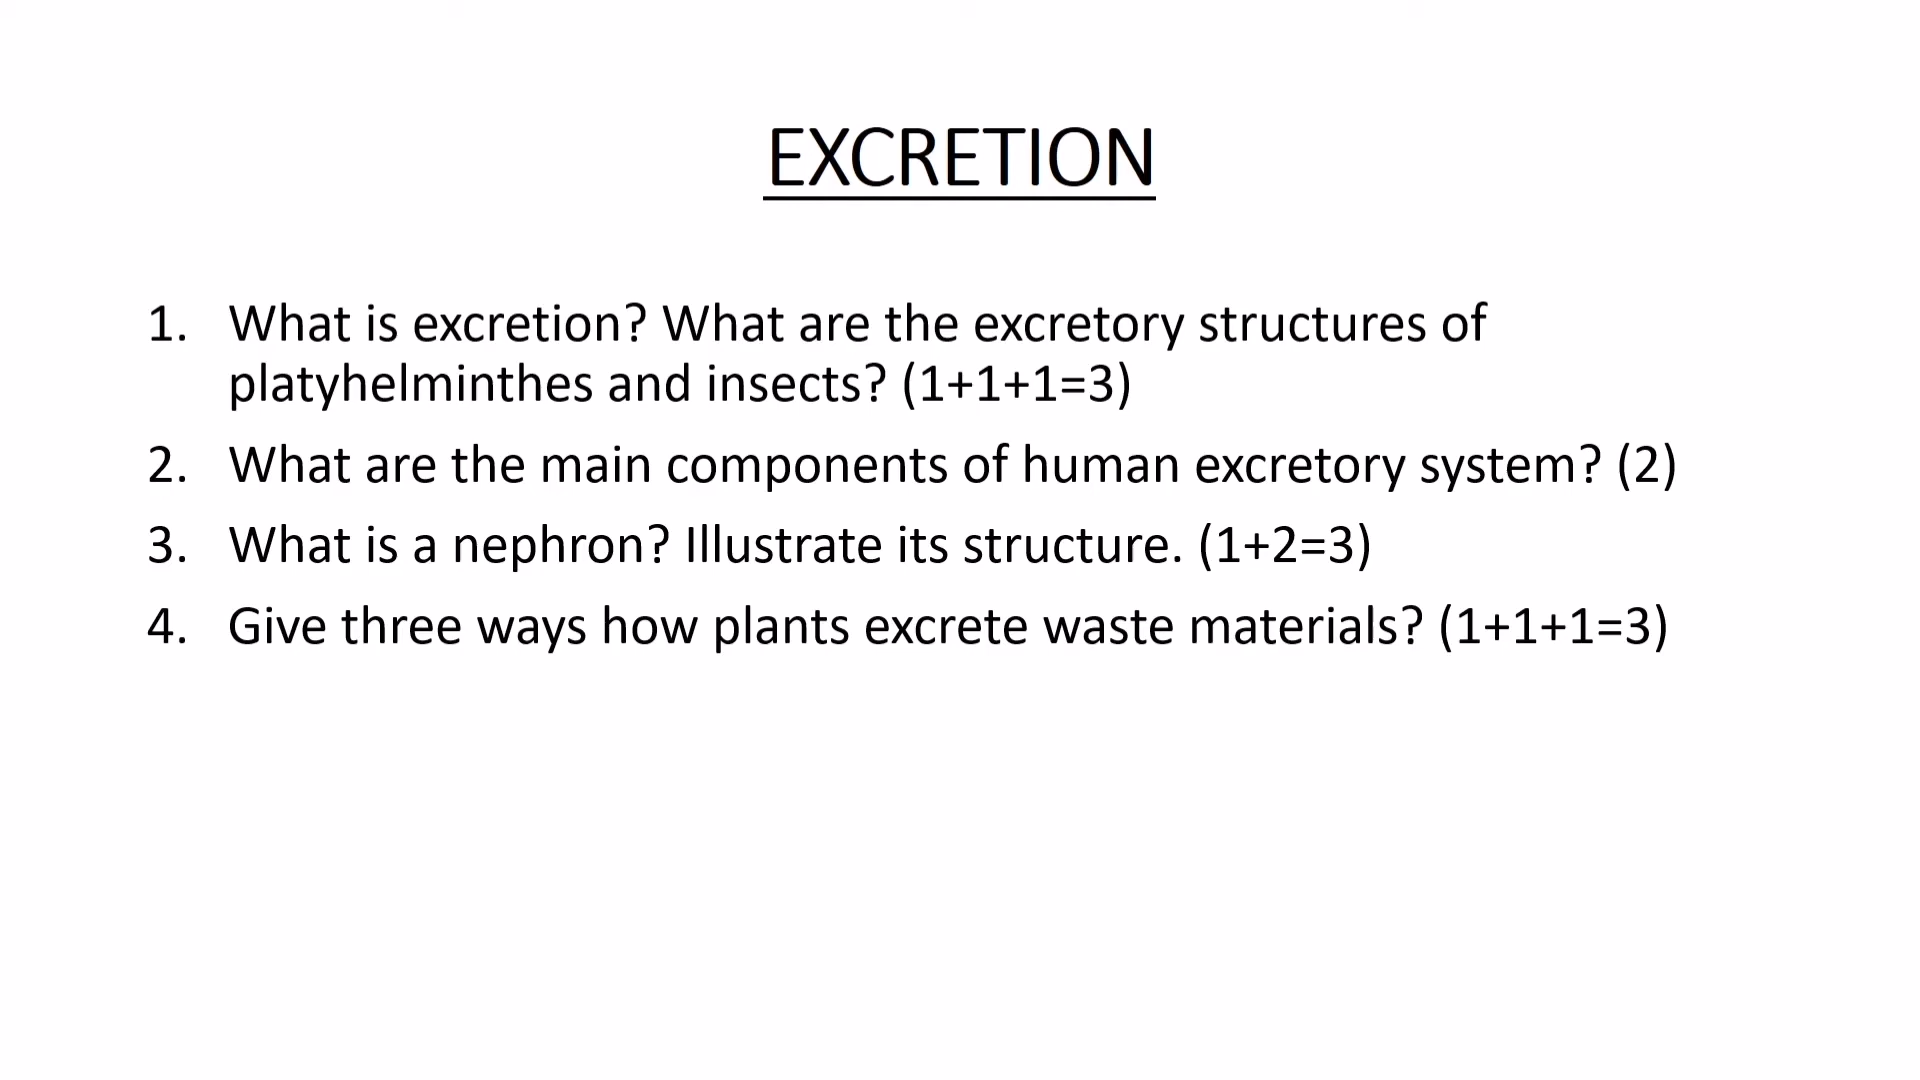 EXCRETION
1. What is excretion? What are the excretory structures of
platyhelminthes and insects? (1+1+1=3)
2. What are the main components of human excretory system? (2)
3. What is a nephron? Illustrate its structure. (1+2=3)
4. Give three ways how plants excrete waste materials? (1+1+1=3)